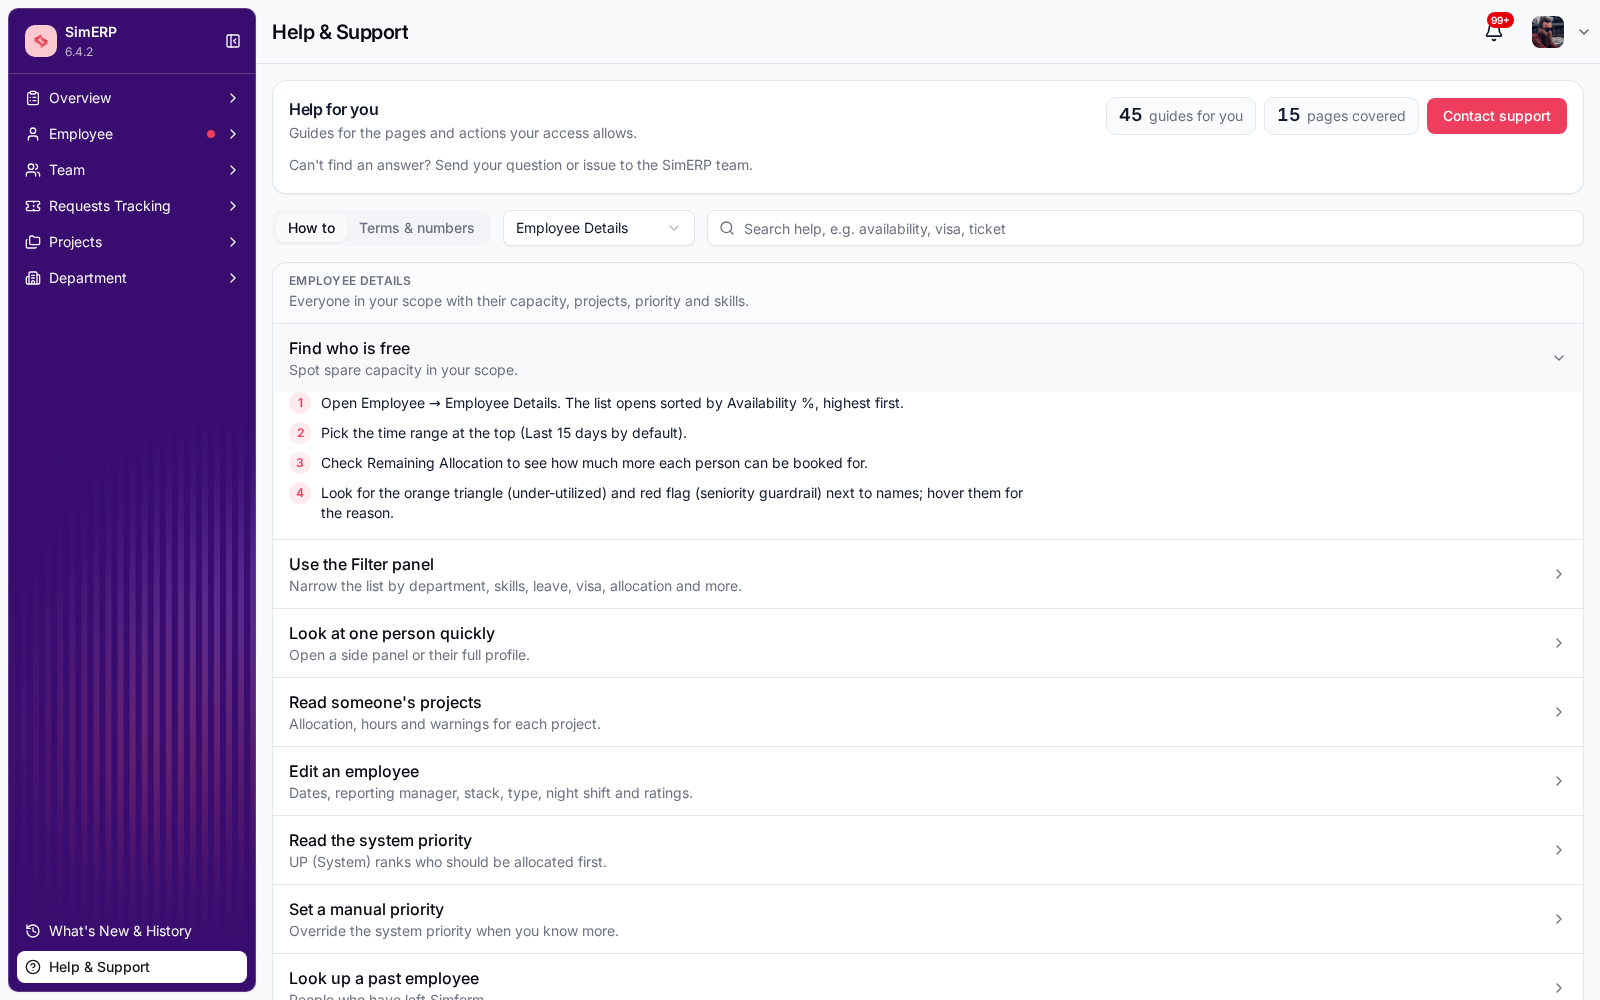 SimERP
6.4.2
Overview
Employee
Team
Requests Tracking
Projects
Department
What's New & History
Help & Support
Help & Support
99+
Help for you
Guides for the pages and actions your access allows.
Can't find an answer? Send your question or issue to the SimERP team.
45 guides for you
15 pages covered
Contact support
How to
Terms & numbers
Employee Details
Search help, e.g. availability, visa, ticket
EMPLOYEE DETAILS
Everyone in your scope with their capacity, projects, priority and skills.
Find who is free
Spot spare capacity in your scope.
1 Open Employee → Employee Details. The list opens sorted by Availability %, highest first.
2 Pick the time range at the top (Last 15 days by default).
3 Check Remaining Allocation to see how much more each person can be booked for.
4 Look for the orange triangle (under-utilized) and red flag (seniority guardrail) next to names; hover them for
the reason.
Use the Filter panel
Narrow the list by department, skills, leave, visa, allocation and more.
Look at one person quickly
Open a side panel or their full profile.
Read someone's projects
Allocation, hours and warnings for each project.
Edit an employee
Dates, reporting manager, stack, type, night shift and ratings.
Read the system priority
UP (System) ranks who should be allocated first.
Set a manual priority
Override the system priority when you know more.
Look up a past employee
People who have left Simform.